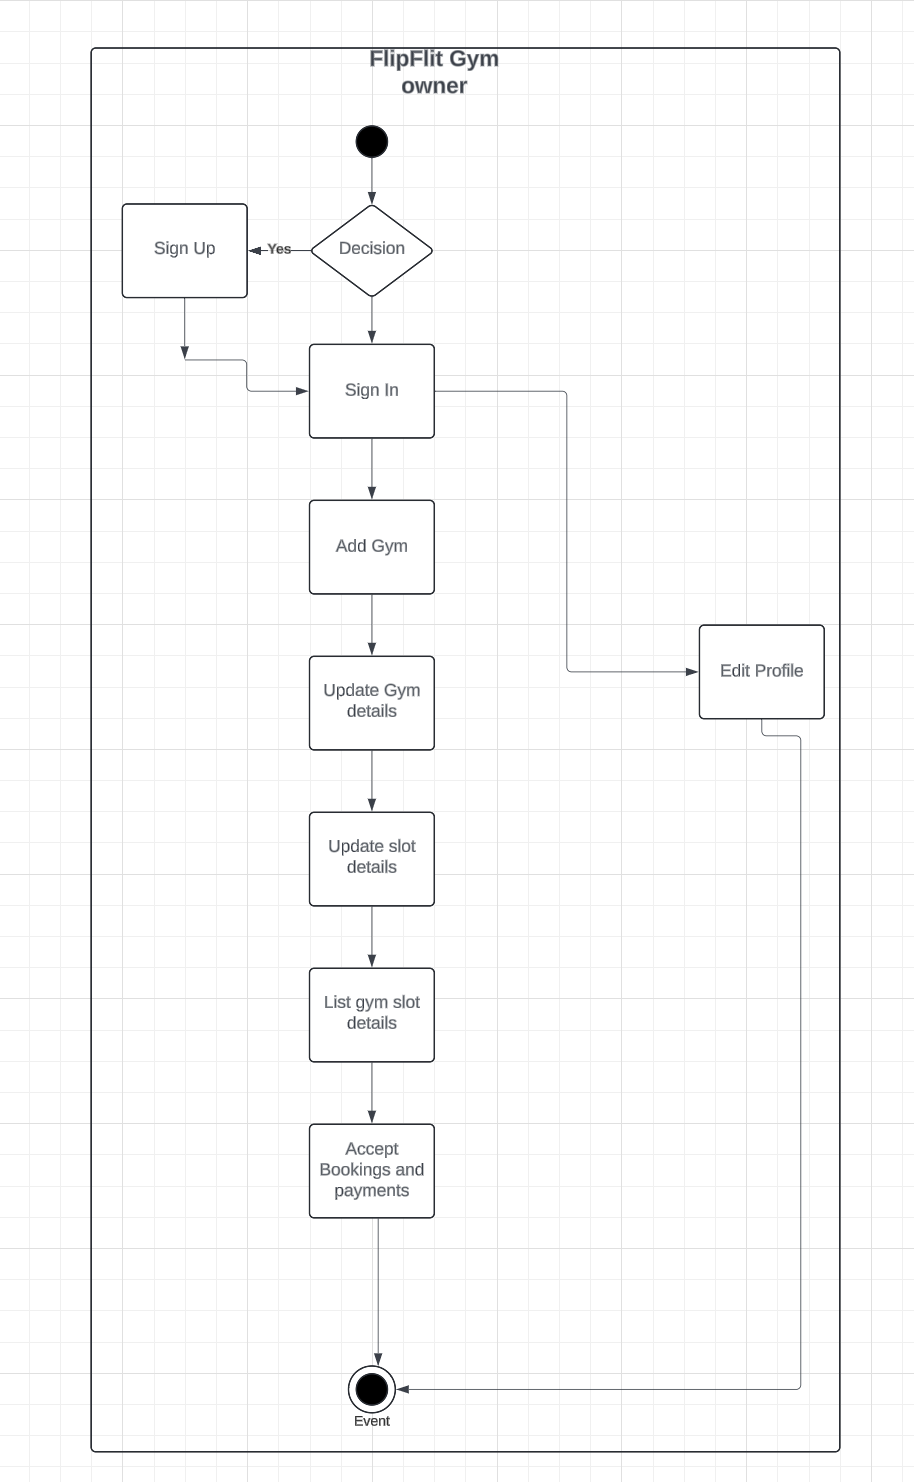 FlipFlit Gym
owner
Decision
Yes
Sign Up
Sign In
Add Gym
Edit Profile
Update Gym
details
Update slot
details
List gym slot
details
Accept
Bookings and
payments
Event